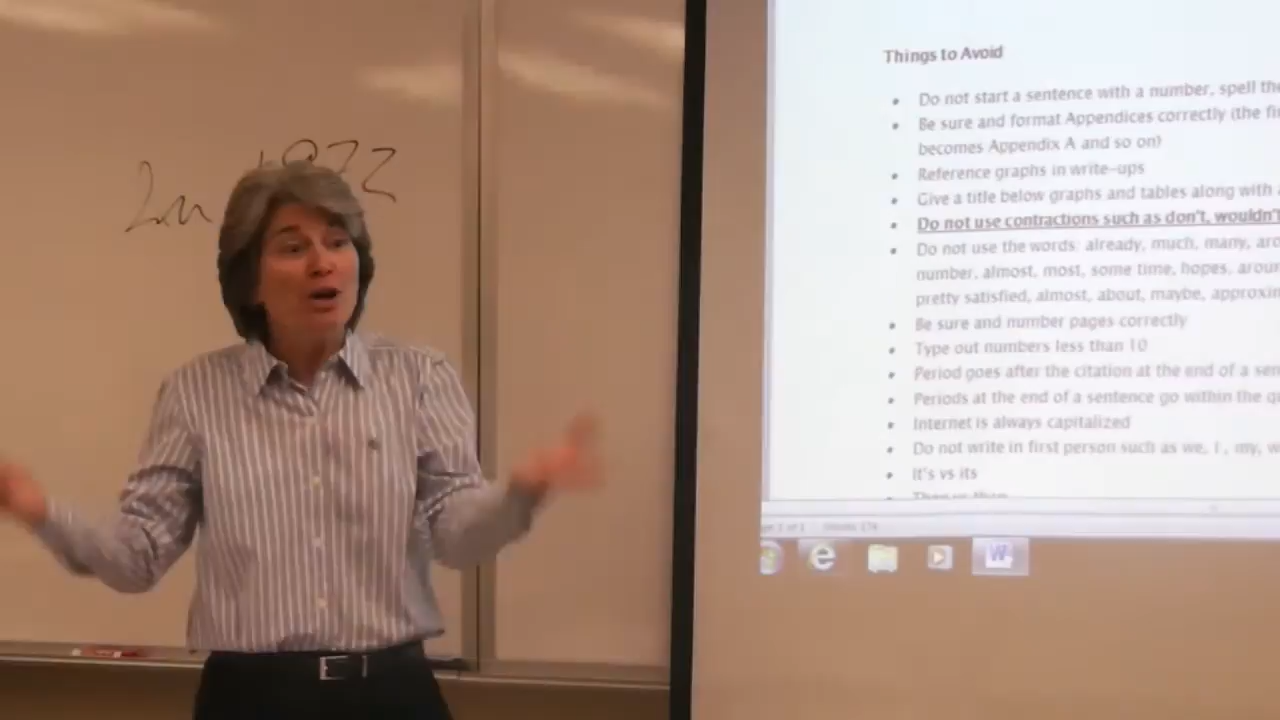 1972
Things to Avoid
• Do not start a sentence with a number, spell the
• Be sure and format Appendices correctly (the fi
becomes Appendix A and so on)
• Reference graphs in write-ups
• Give a title below graphs and tables along with
• Do not use contractions such as don't, wouldn't
• Do not use the words: already, much, many, aro
number, almost, most, some time, hopes, arou
pretty satisfied, almost, about, maybe, approxim
• Be sure and number pages correctly
• Type out numbers less than 10
• Period goes after the citation at the end of a sen
• Periods at the end of a sentence go within the q
• Internet is always capitalized
• Do not write in first person such as we, I, my, w
• It's vs its